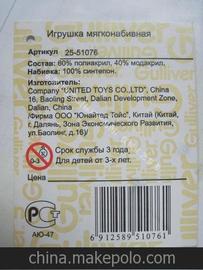 Игрушка мягконабивная
Артикул 25-51076
Состав: 60% полиакрил, 40% модакрил,
Набивка: 100% синтепон.
Изготовитель:
Company "UNITED TOYS CO.,LTD", China
16, Baoling Street, Dalian Development Zone,
Dalian, China
/Фирма ООО "Юнайтед Тойс", Китай (Китай,
г. Далянь, Зона Экономического Развития,
ул.Баолинг, д.16)/
0-3
Срок службы 3 года
Для детей от 3-х лет.
Цена
АЮ-47
6 912589 510761
Gulliver
china.makepolo.com